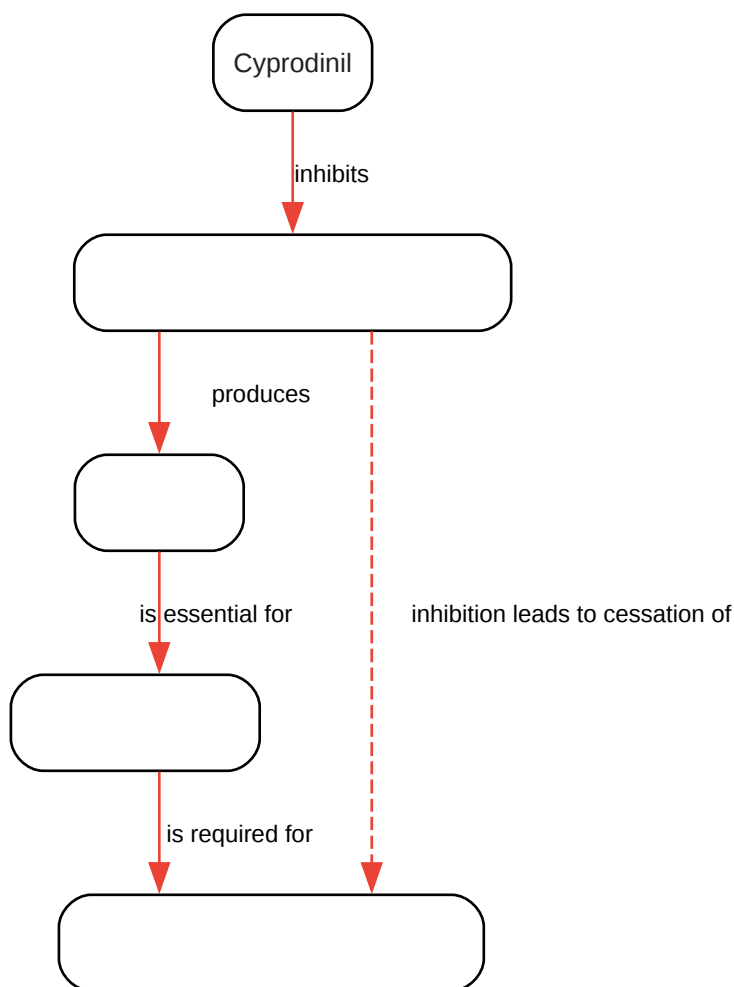 Cyprodinil
inhibits
produces
is essential for
inhibition leads to cessation of
is required for